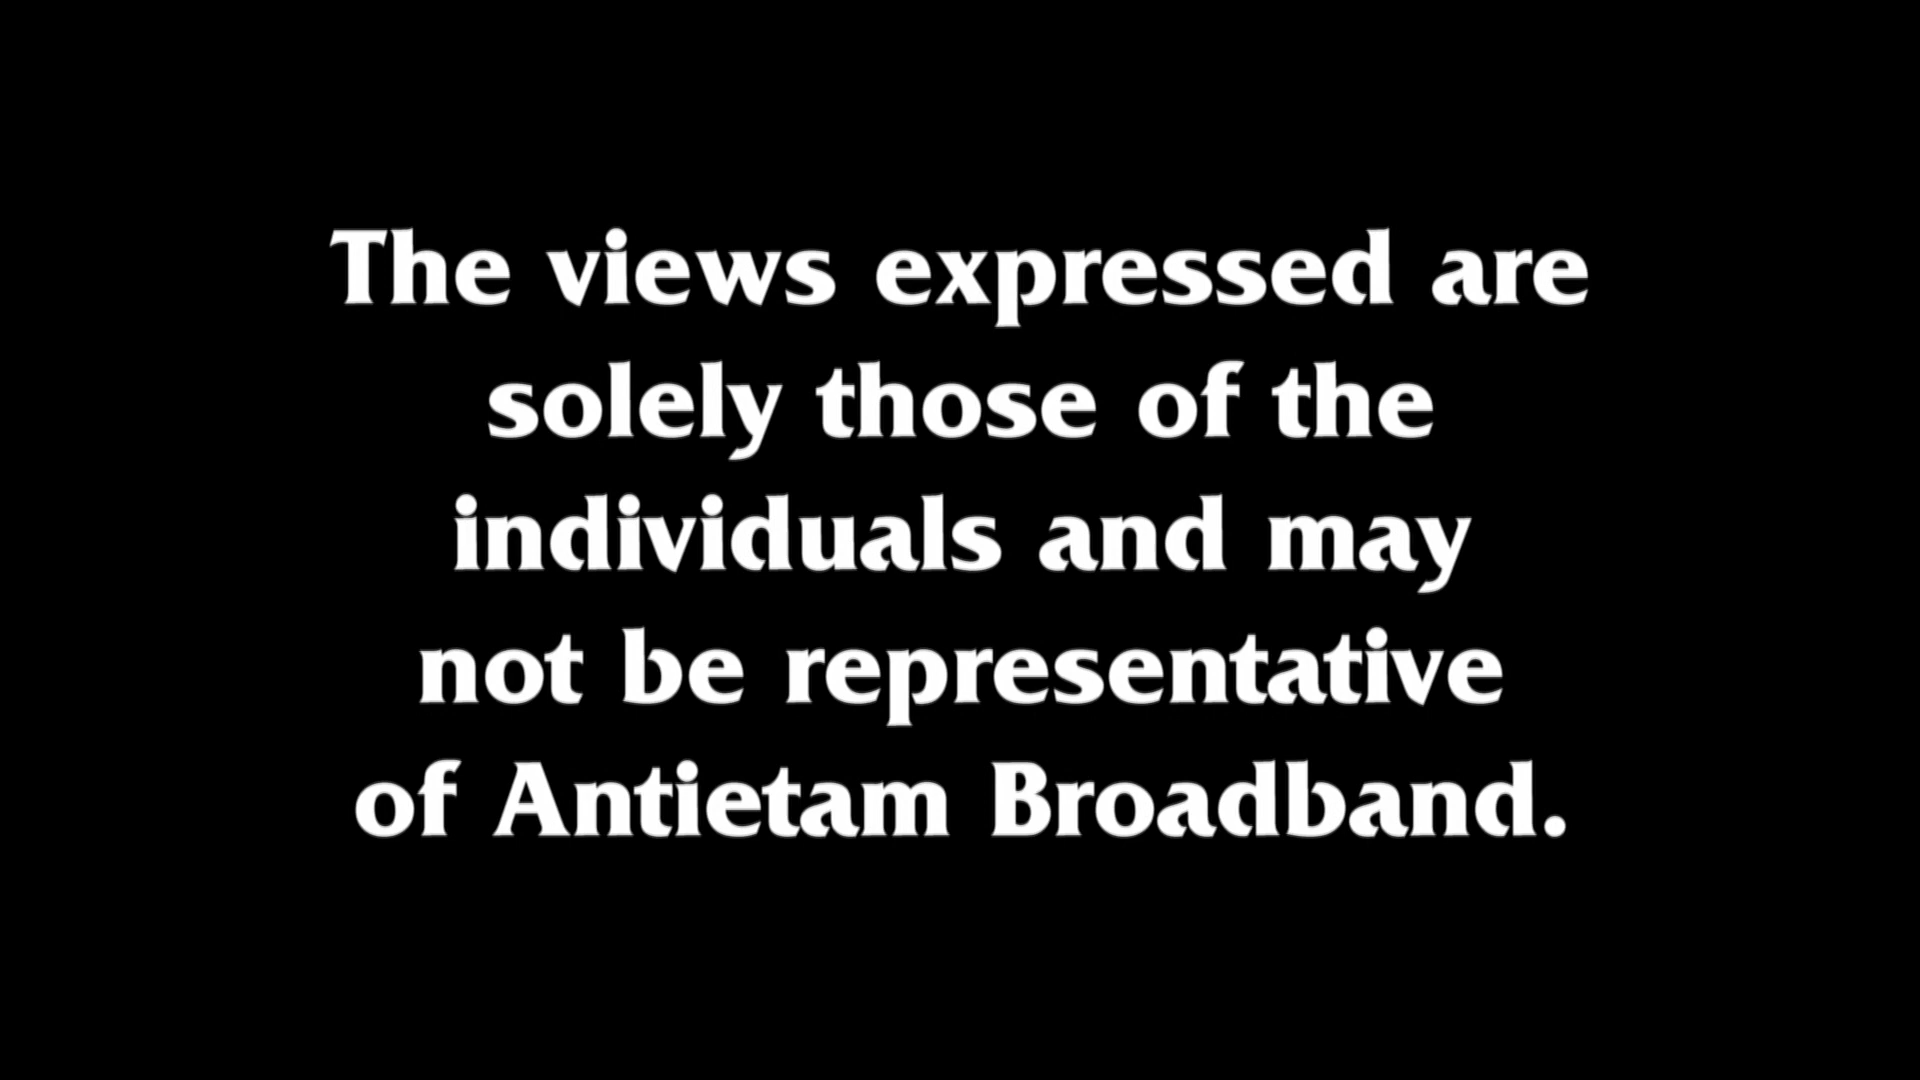 The views expressed are
solely those of the
individuals and may
not be representative
of Antietam Broadband.